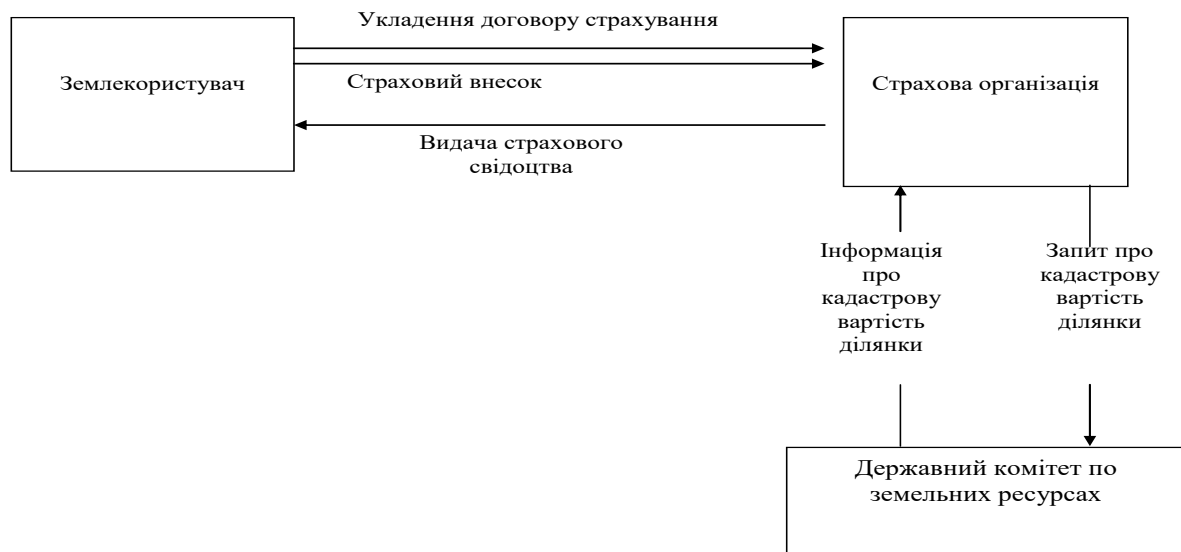 Укладення договору страхування
Землекористувач
Страховий внесок
Страхова організація
Видача страхового
свідоцтва
Інформація
про
кадастрову
вартість
ділянки
Запит про
кадастрову
вартість
ділянки
Державний комітет по
земельних ресурсах